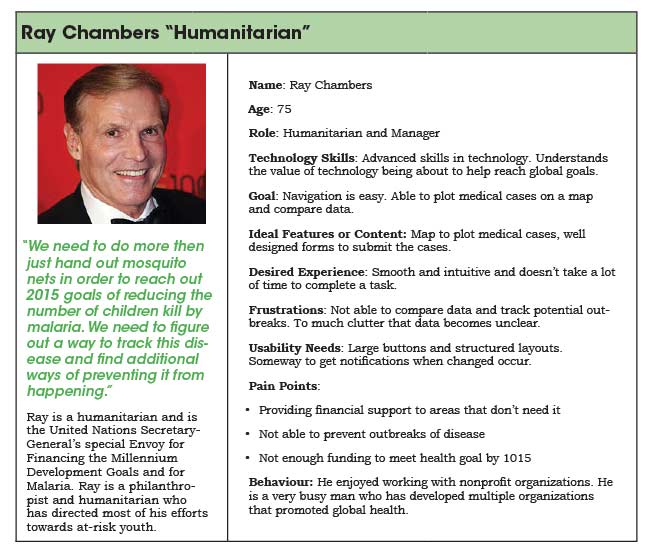 Ray Chambers “Humanitarian”
“We need to do more then
just hand out mosquito
nets in order to reach out
2015 goals of reducing the
number of children kill by
malaria. We need to figure
out a way to track this dis-
ease and find additional
ways of preventing it from
happening.”
Ray is a humanitarian and is
the United Nations Secretary-
General’s special Envoy for
Financing the Millennium
Development Goals and for
Malaria. Ray is a philanthro-
pist and humanitarian who
has directed most of his efforts
towards at-risk youth.
Name: Ray Chambers
Age: 75
Role: Humanitarian and Manager
Technology Skills: Advanced skills in technology. Understands
the value of technology being about to help reach global goals.
Goal: Navigation is easy. Able to plot medical cases on a map
and compare data.
Ideal Features or Content: Map to plot medical cases, well
designed forms to submit the cases.
Desired Experience: Smooth and intuitive and doesn’t take a lot
of time to complete a task.
Frustrations: Not able to compare data and track potential out-
breaks. To much clutter that data becomes unclear.
Usability Needs: Large buttons and structured layouts.
Someway to get notifications when changed occur.
Pain Points:
• Providing financial support to areas that don’t need it
• Not able to prevent outbreaks of disease
• Not enough funding to meet health goal by 1015
Behaviour: He enjoyed working with nonprofit organizations. He
is a very busy man who has developed multiple organizations
that promoted global health.